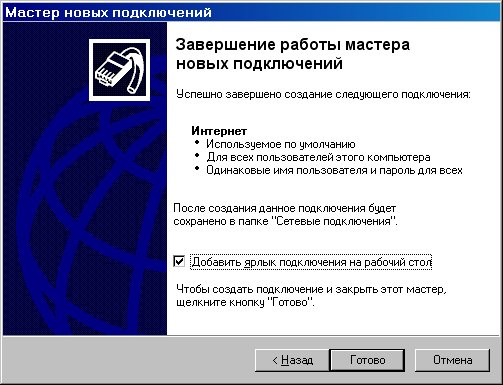 Мастер новых подключений
Завершение работы мастера
новых подключений
Успешно завершено создание следующего подключения:
Интернет
• Используемое по умолчанию
• Для всех пользователей этого компьютера
• Одинаковые имя пользователя и пароль для всех
После создания данное подключения будет
сохранено в папке "Сетевые подключения".
Добавить ярлык подключения на рабочий стол
Чтобы создать подключение и закрыть этот мастер,
щелкните кнопку "Готово".
< Назад
Готово
Отмена